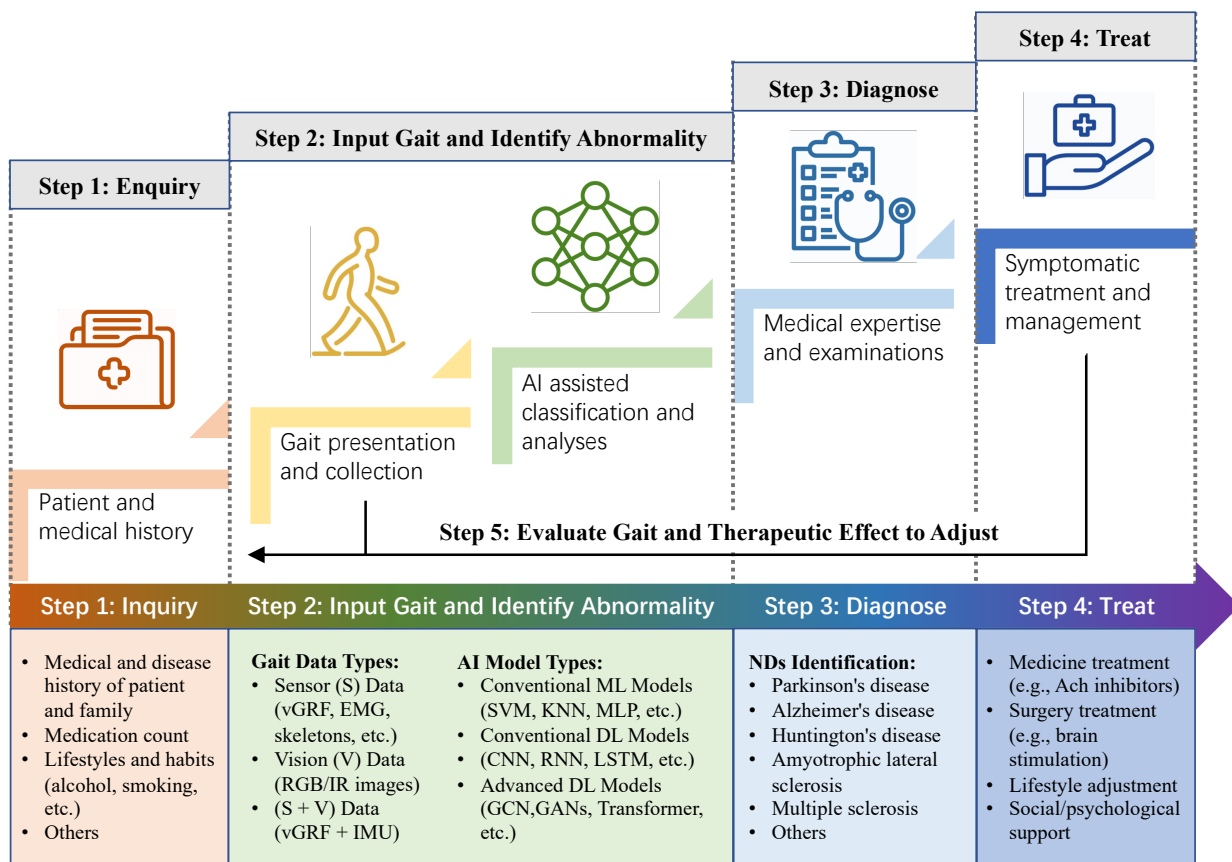 Step 4: Treat
Step 3: Diagnose
Step 2: Input Gait and Identify Abnormality
Step 1: Enquiry
Symptomatic
treatment and
management
Medical expertise
and examinations
AI assisted
classification and
analyses
Gait presentation
and collection
Patient and
medical history
Step 5: Evaluate Gait and Therapeutic Effect to Adjust
Step 1: Inquiry
Step 2: Input Gait and Identify Abnormality
Step 3: Diagnose
Step 4: Treat
• Medical and disease
history of patient
and family
• Medication count
• Lifestyles and habits
(alcohol, smoking,
etc.)
• Others
Gait Data Types:
• Sensor (S) Data
(vGRF, EMG,
skeletons, etc.)
• Vision (V) Data
(RGB/IR images)
• (S + V) Data
(vGRF + IMU)
AI Model Types:
• Conventional ML Models
(SVM, KNN, MLP, etc.)
• Conventional DL Models
• (CNN, RNN, LSTM, etc.)
• Advanced DL Models
(GCN,GANs, Transformer,
etc.)
NDs Identification:
• Parkinson's disease
• Alzheimer's disease
• Huntington's disease
• Amyotrophic lateral
sclerosis
• Multiple sclerosis
• Others
• Medicine treatment
(e.g., Ach inhibitors)
• Surgery treatment
(e.g., brain
stimulation)
• Lifestyle adjustment
• Social/psychological
support